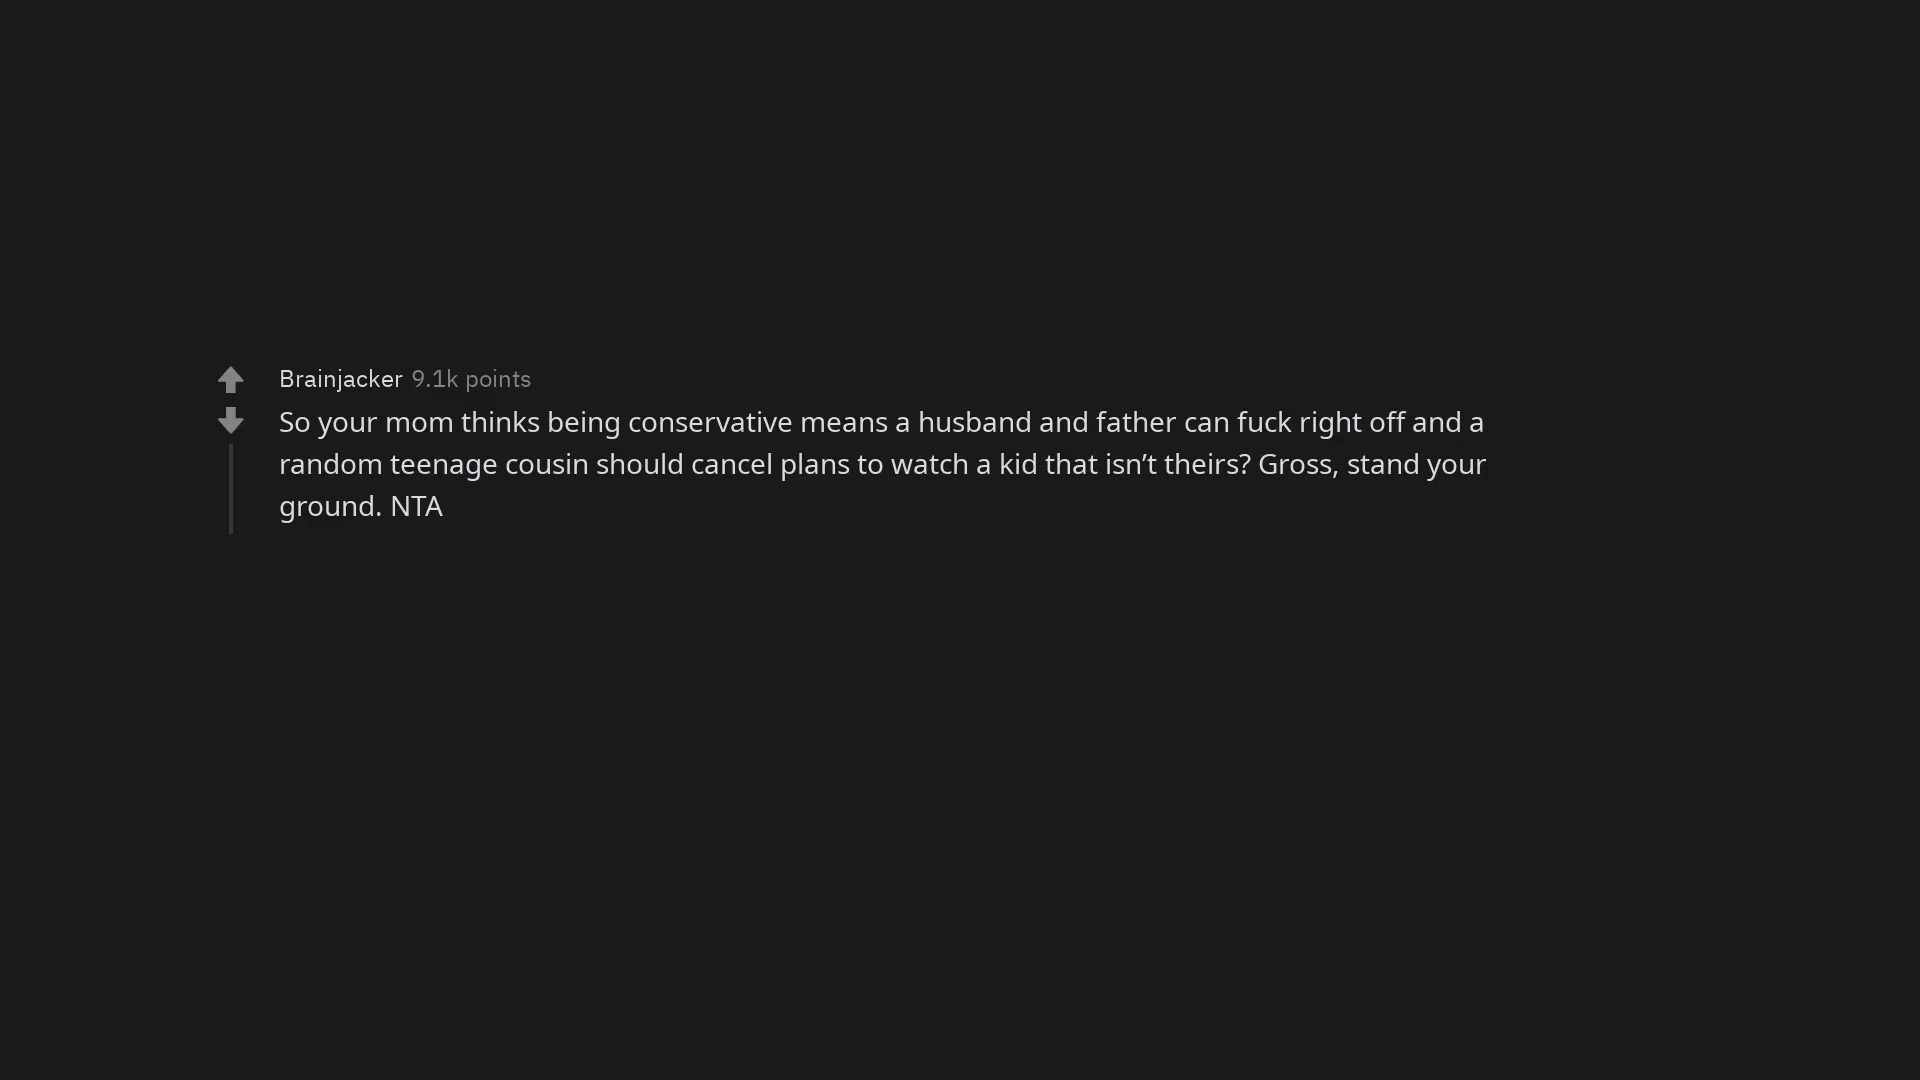 Brainjacker 9.1k points
So your mom thinks being conservative means a husband and father can fuck right off and a
random teenage cousin should cancel plans to watch a kid that isn’t theirs? Gross, stand your
ground. NTA